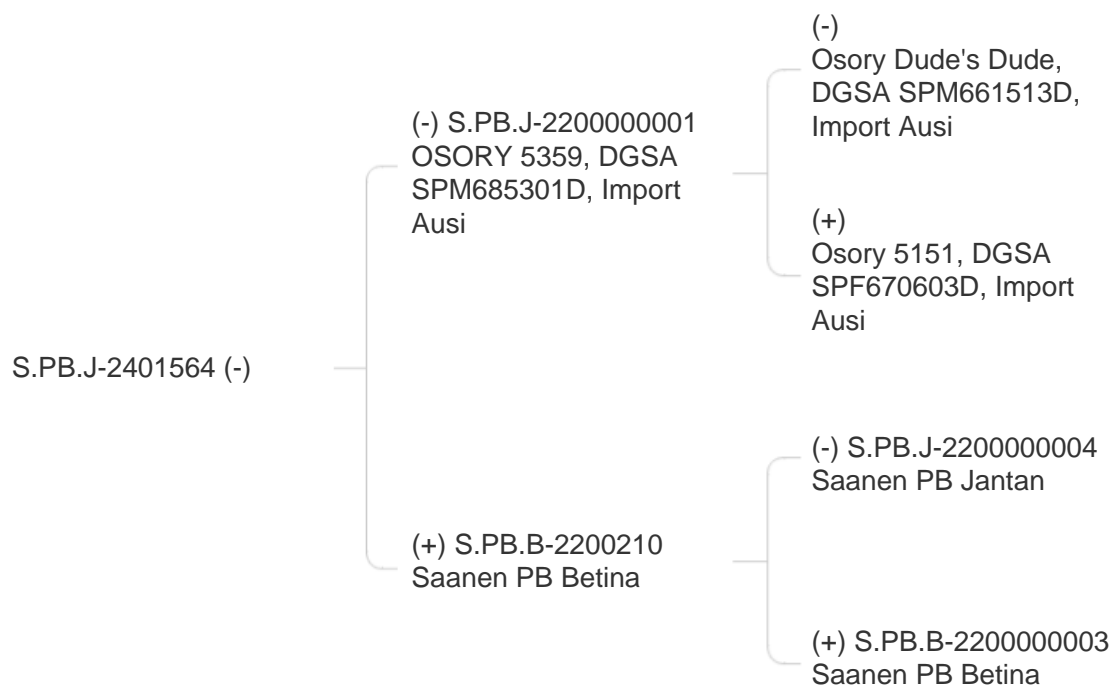 (-)
Osory Dude's Dude,
DGSA SPM661513D,
Import Ausi
(-) S.PB.J-2200000001
OSORY 5359, DGSA
SPM685301D, Import
Ausi
(+)
Osory 5151, DGSA
SPF670603D, Import
Ausi
S.PB.J-2401564 (-)
(-) S.PB.J-2200000004
Saanen PB Jantan
(+) S.PB.B-2200210
Saanen PB Betina
(+) S.PB.B-2200000003
Saanen PB Betina